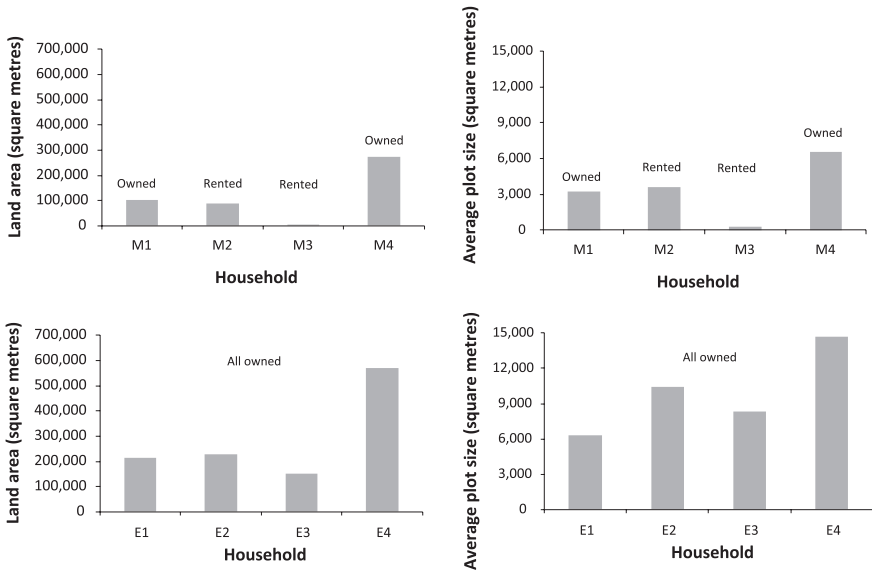 Land area (square metres)
700,000
600,000
500,000
400,000
300,000
200,000
100,000
0
Owned
Rented
Rented
Owned
M1 M2 M3 M4
Household
Average plot size (square metres)
15,000
12,000
9,000
6,000
3,000
0
Owned
Rented
Rented
Owned
M1 M2 M3 M4
Household
Land area (square metres)
700,000
600,000
500,000
400,000
300,000
200,000
100,000
0
All owned
E1 E2 E3 E4
Household
Average plot size (square metres)
15,000
12,000
9,000
6,000
3,000
0
All owned
E1 E2 E3 E4
Household